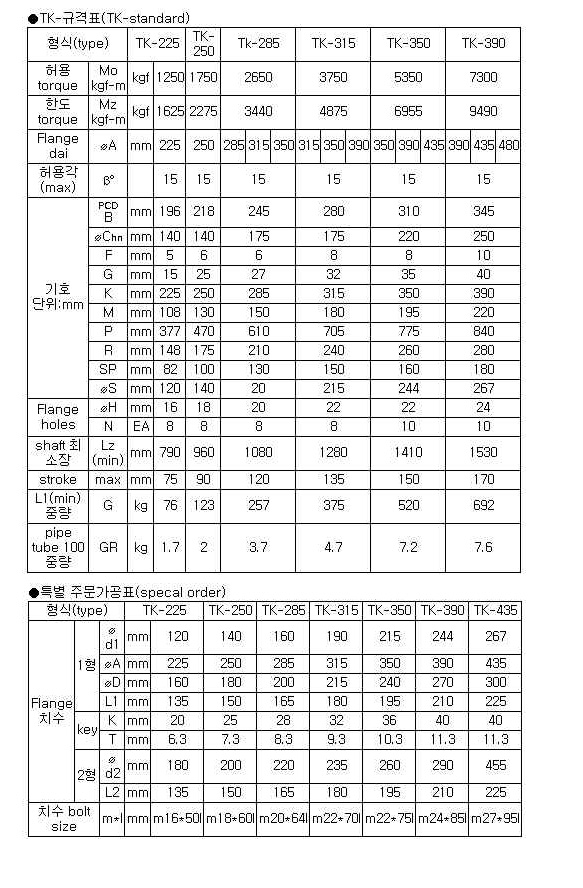 ●TK-규격표(TK-standard)
형식(type) TK-225 TK-250 Tk-285 TK-315 TK-350 TK-390
허용 torque Mo kgf-m kgf 1250 1750 2650 3750 5350 7300
한도 torque Mz kgf-m kgf 1625 2275 3440 4875 6955 9490
Flange dai øA mm 225 250 285 315 350 315 350 390 350 390 435 390 435 480
허용각 (max) β° 15 15 15 15 15 15
기호 단위:mm
PCD B mm 196 218 245 280 310 345
øChn mm 140 140 175 175 220 250
F mm 5 6 6 8 8 10
G mm 15 25 27 32 35 40
K mm 225 250 285 315 350 390
M mm 108 130 150 180 195 220
P mm 377 470 610 705 775 840
R mm 148 175 210 240 260 280
SP mm 82 100 130 150 160 180
øS mm 120 140 20 215 244 267
Flange holes
øH mm 16 18 20 22 22 24
N EA 8 8 8 8 10 10
shaft 최소장 Lz (min) mm 790 960 1080 1280 1410 1530
stroke max mm 75 90 120 135 150 170
L1(min) 중량 G kg 76 123 257 375 520 692
pipe tube 100 중량 GR kg 1.7 2 3.7 4.7 7.2 7.6
●특별 주문가공표(specal order)
형식(type) TK-225 TK-250 TK-285 TK-315 TK-350 TK-390 TK-435
Flange 치수
1형
ø d1 mm 120 140 160 190 215 244 267
øA mm 225 250 285 315 350 390 435
øD mm 160 180 200 215 240 270 300
L1 mm 135 150 165 180 195 210 225
key
K mm 20 25 28 32 36 40 40
T mm 6.3 7.3 8.3 9.3 10.3 11.3 11.3
2형
ø d2 mm 180 200 220 235 260 290 455
L2 mm 135 150 165 180 195 210 225
치수 bolt size m*l mm m16*50l m18*60l m20*64l m22*70l m22*75l m24*85l m27*95l